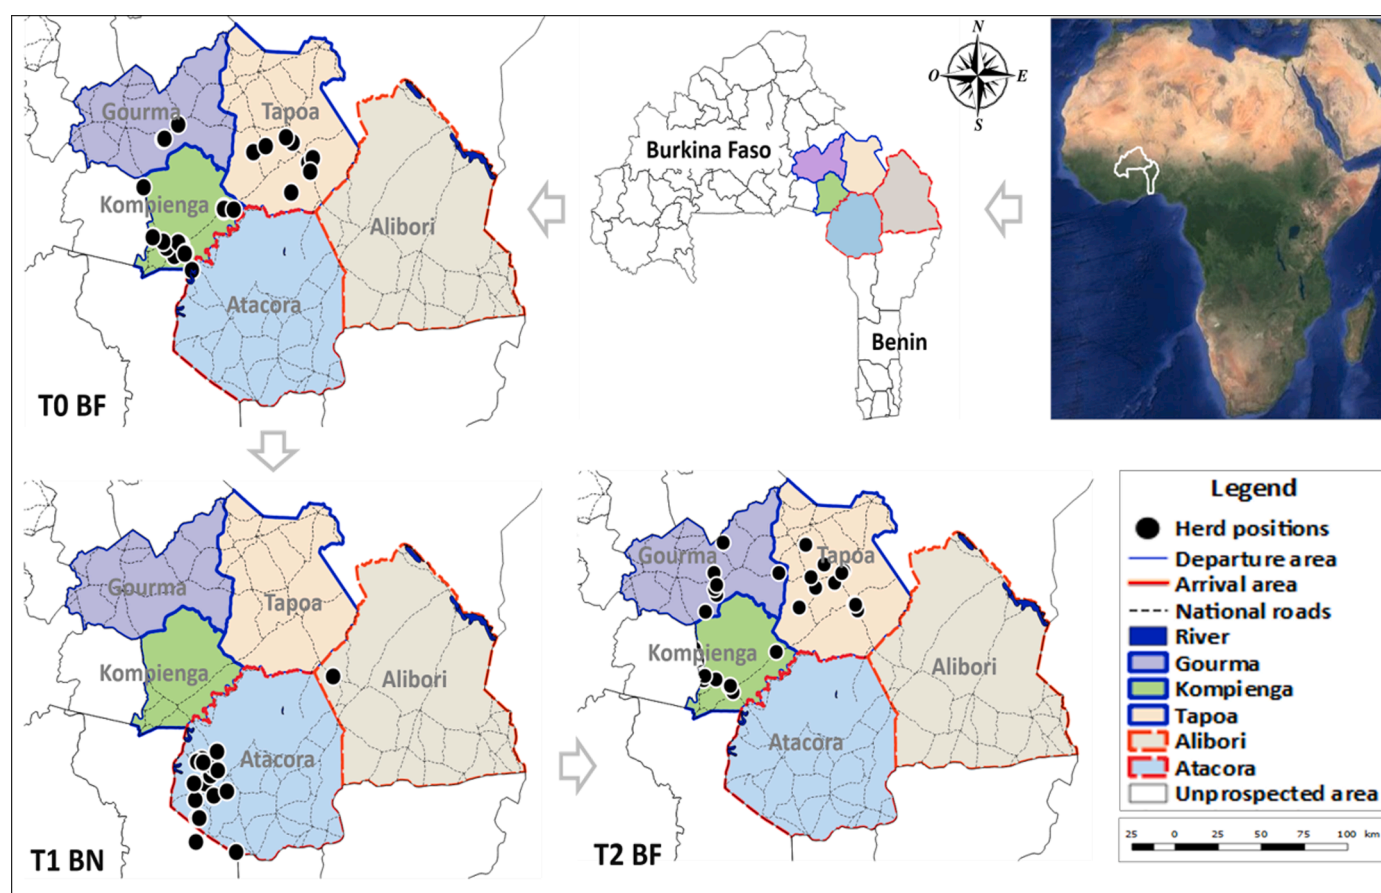 Gourma
Tapoa
Kompienga
Alibori
Atacora
T0 BF
Burkina Faso
Benin
N
O
E
S
Gourma
Tapoa
Kompienga
Alibori
Atacora
T1 BN
Gourma
Tapoa
Kompienga
Alibori
Atacora
T2 BF
Legend
Herd positions
Departure area
Arrival area
National roads
River
Gourma
Kompienga
Tapoa
Alibori
Atacora
Unprospected area
25 0 25 50 75 100 km